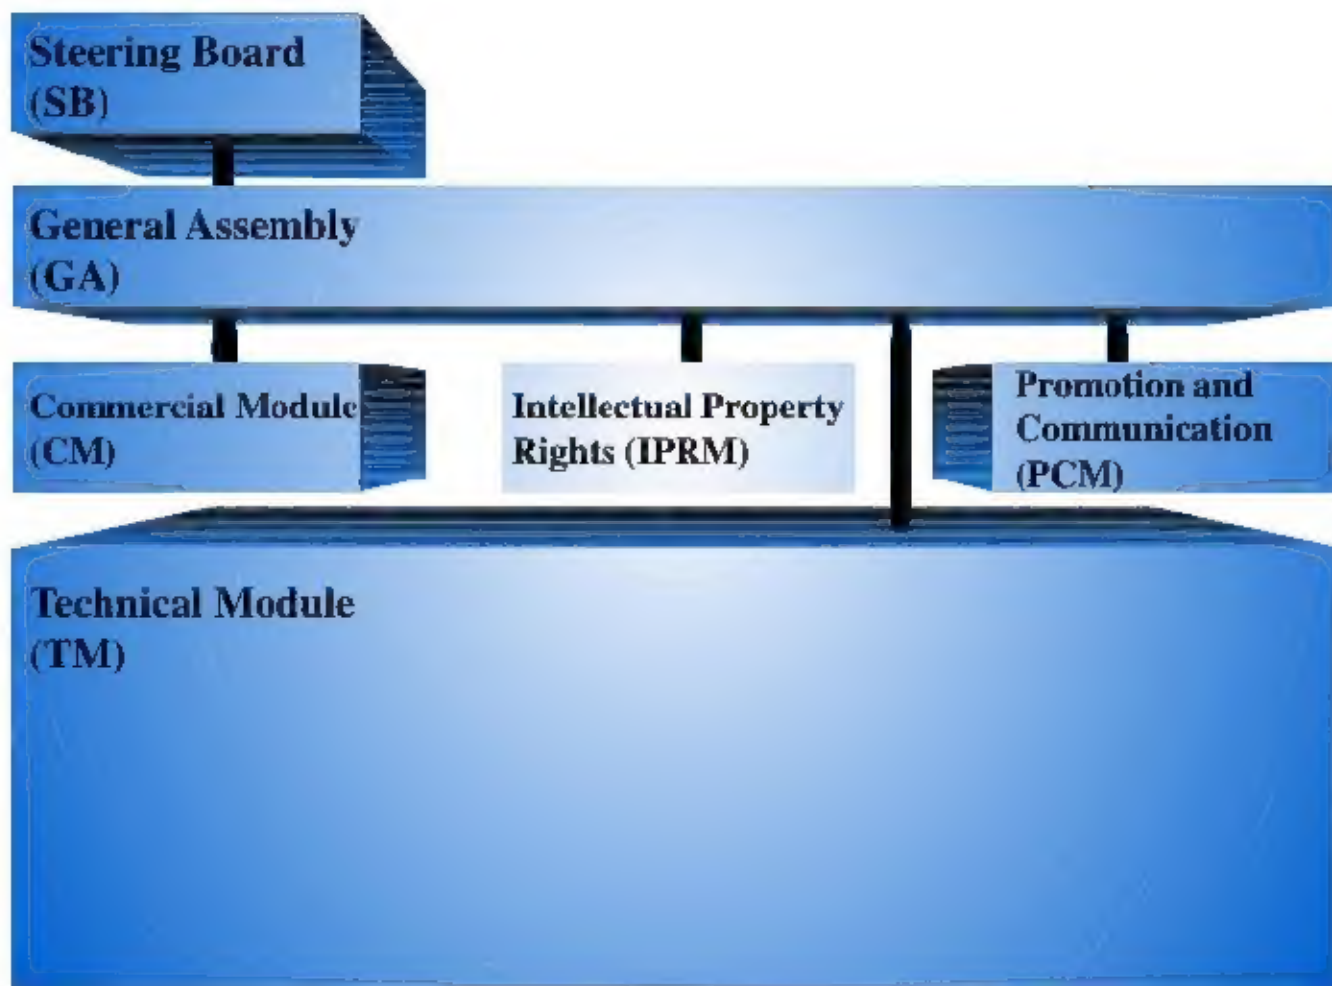 Steering Board
(SB)
General Assembly
(GA)
Commercial Module
(CM)
Intellectual Property
Rights (IPRM)
Promotion and
Communication
(PCM)
Technical Module
(TM)